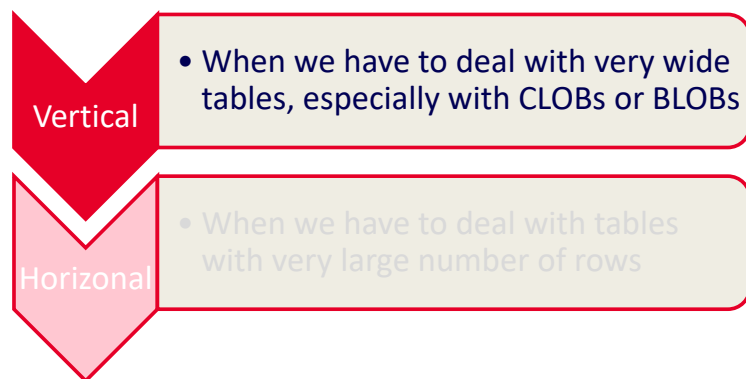 Vertical
• When we have to deal with very wide
tables, especially with CLOBs or BLOBs
Horizonal
• When we have to deal with tables
with very large number of rows